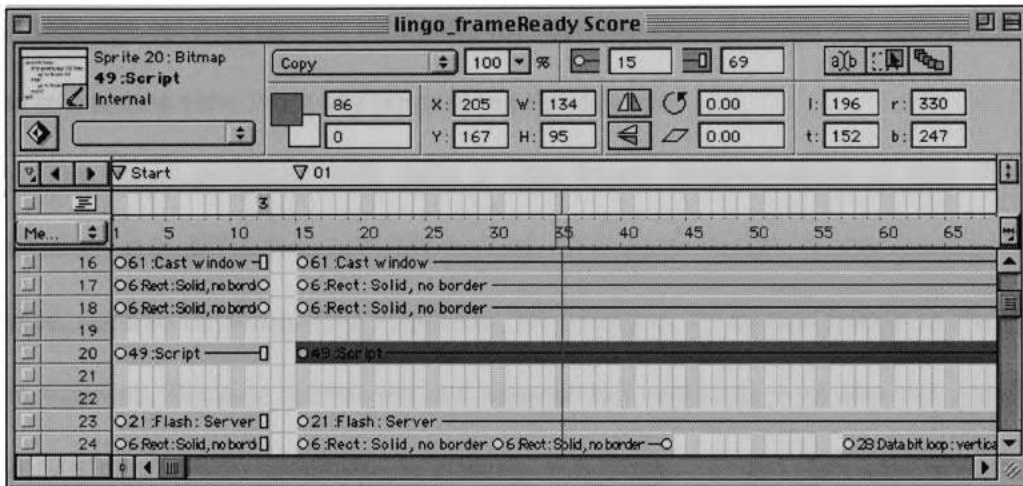 lingo_frameReady Score
Sprite 20: Bitmap
49:Script
Internal
Copy
100 %
15
69
a b
86
0
X: 205 W: 134
Y: 167 H: 95
0.00
0.00
l: 196 r: 330
t: 152 b: 247
Start 01
3
Me... 1 5 10 15 20 25 30 35 40 45 50 55 60 65
16 61:Cast window 61:Cast window
17 6:Rect:Solid,no bord 6:Rect: Solid, no border
18 6:Rect:Solid,no bord 6:Rect: Solid, no border
19
20 49:Script 49:Script
21
22
23 21:Flash: Server 21:Flash: Server
24 6:Rect:Solid,no bord 6:Rect: Solid, no border 6:Rect: Solid, no border 28:Data bit loop: vertica